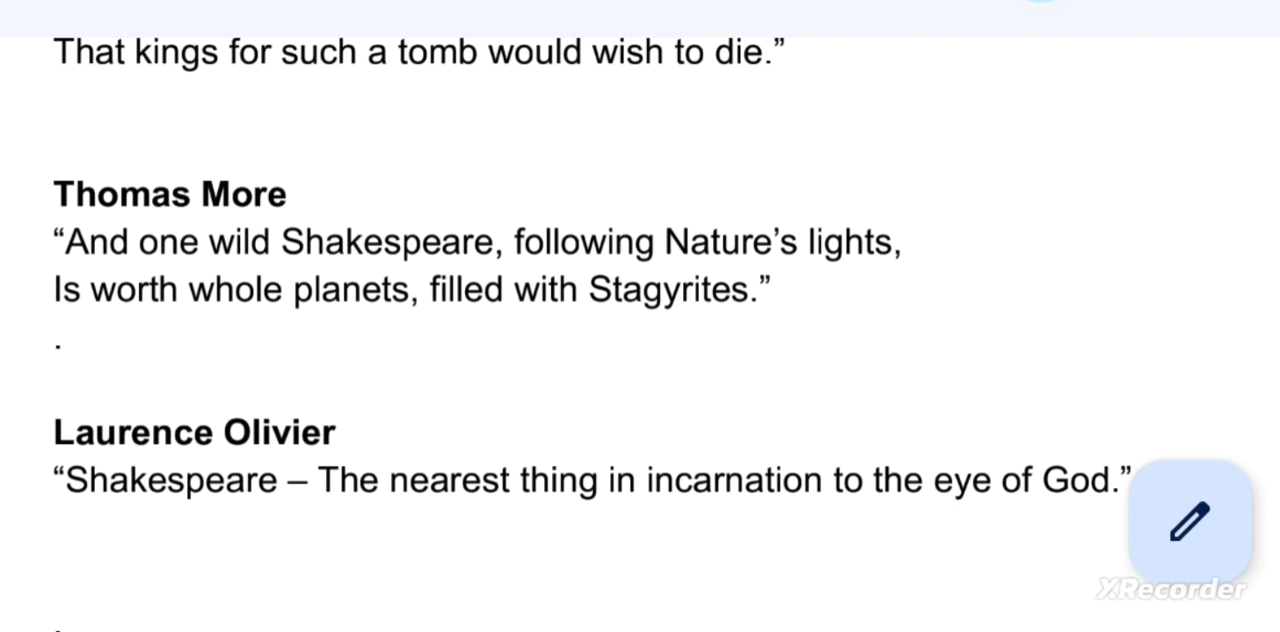 That kings for such a tomb would wish to die.”
Thomas More
“And one wild Shakespeare, following Nature’s lights,
Is worth whole planets, filled with Stagyrites.”
.
Laurence Olivier
“Shakespeare – The nearest thing in incarnation to the eye of God.”
XRecorder